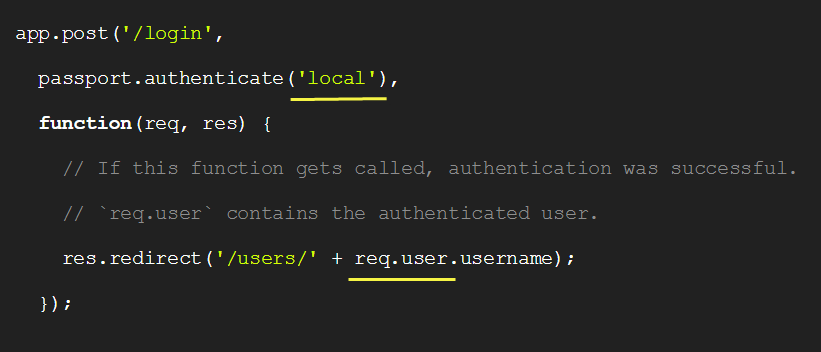 app.post('/login',
passport.authenticate('local'),
function(req, res) {
// If this function gets called, authentication was successful.
// `req.user` contains the authenticated user.
res.redirect('/users/' + req.user.username);
});